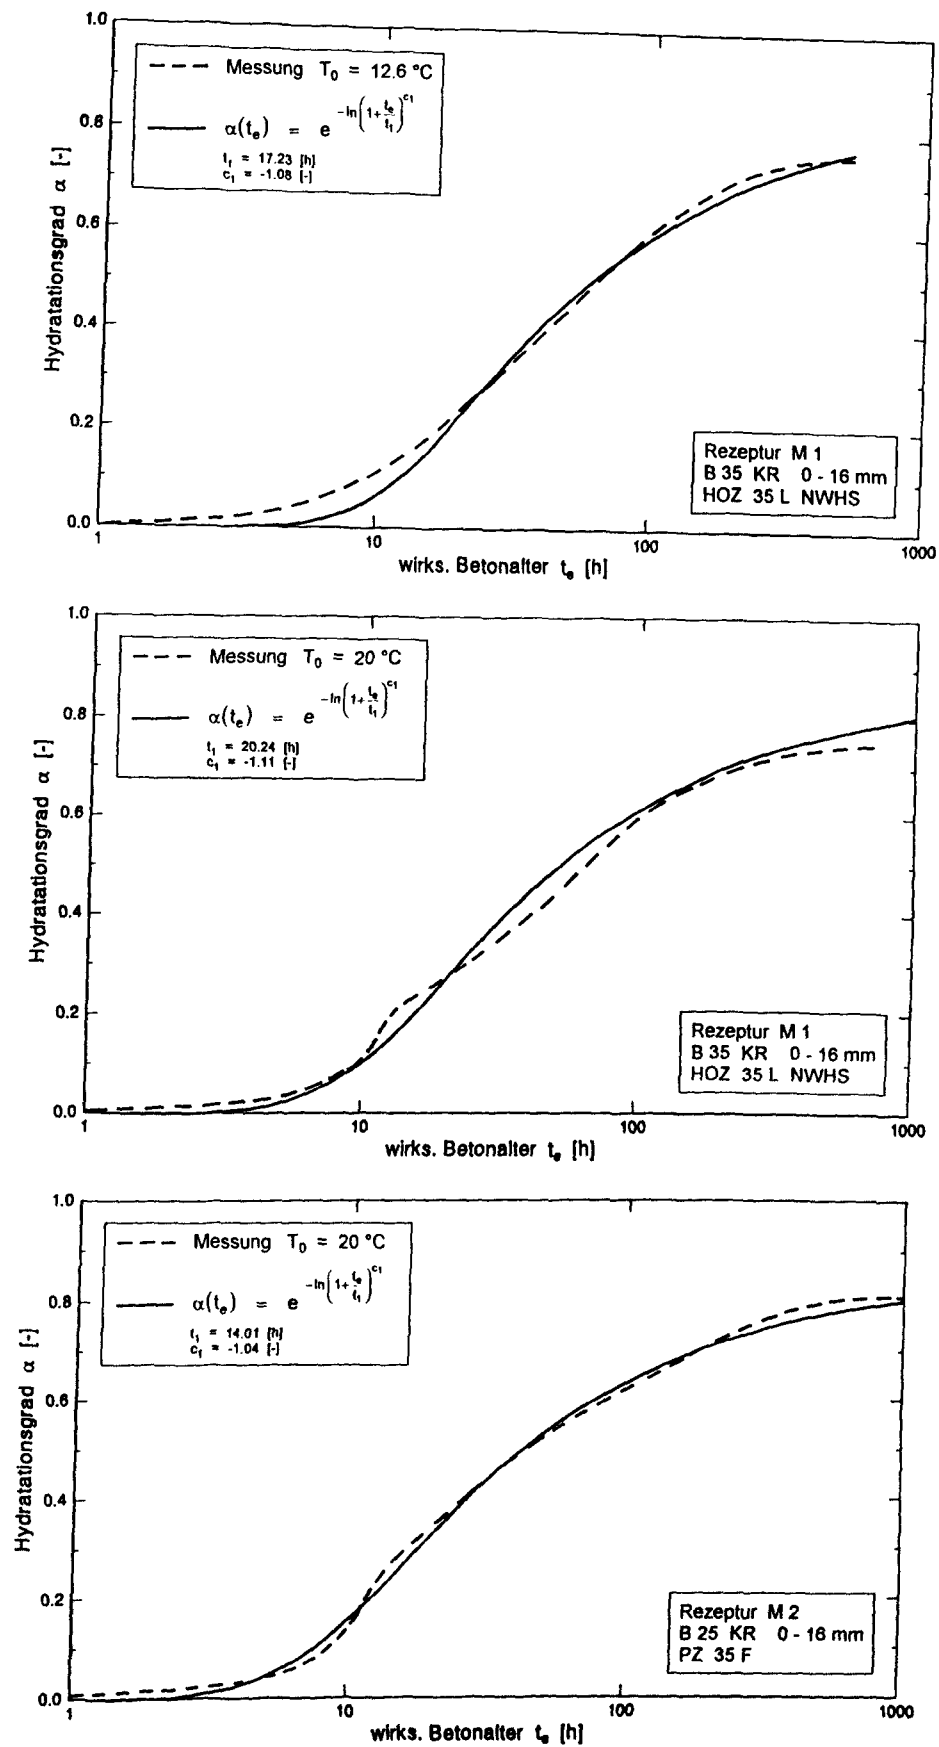 1.0
0.8
0.6
0.4
0.2
0.0
Hydratationsgrad α [-]
Messung T₀ = 12.6 °C
α(tₑ) = e^(-ln(1+tₑ/t₁)^c₁)
t₁ = 17.23 [h]
c₁ = -1.08 [-]
Rezeptur M 1
B 35 KR 0 - 16 mm
HOZ 35 L NWHS
1 10 100 1000
wirks. Betonalter tₑ [h]
1.0
0.8
0.6
0.4
0.2
0.0
Hydratationsgrad α [-]
Messung T₀ = 20 °C
α(tₑ) = e^(-ln(1+tₑ/t₁)^c₁)
t₁ = 20.24 [h]
c₁ = -1.11 [-]
Rezeptur M 1
B 35 KR 0 - 16 mm
HOZ 35 L NWHS
1 10 100 1000
wirks. Betonalter tₑ [h]
1.0
0.8
0.6
0.4
0.2
0.0
Hydratationsgrad α [-]
Messung T₀ = 20 °C
α(tₑ) = e^(-ln(1+tₑ/t₁)^c₁)
t₁ = 14.01 [h]
c₁ = -1.04 [-]
Rezeptur M 2
B 25 KR 0 - 16 mm
PZ 35 F
1 10 100 1000
wirks. Betonalter tₑ [h]